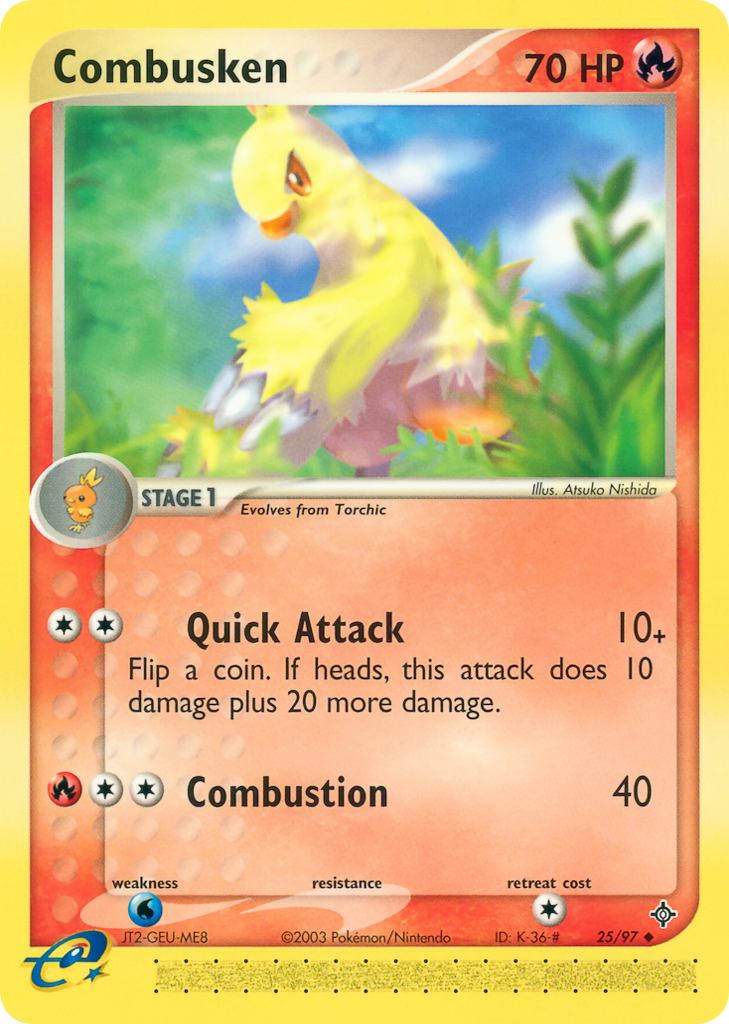 Combusken 70 HP
Illus. Atsuko Nishida
STAGE 1
Evolves from Torchic
Quick Attack 10+
Flip a coin. If heads, this attack does 10
damage plus 20 more damage.
Combustion 40
weakness resistance retreat cost
JT2-GEU-ME8 ©2003 Pokémon/Nintendo ID: K-36-# 25/97
e